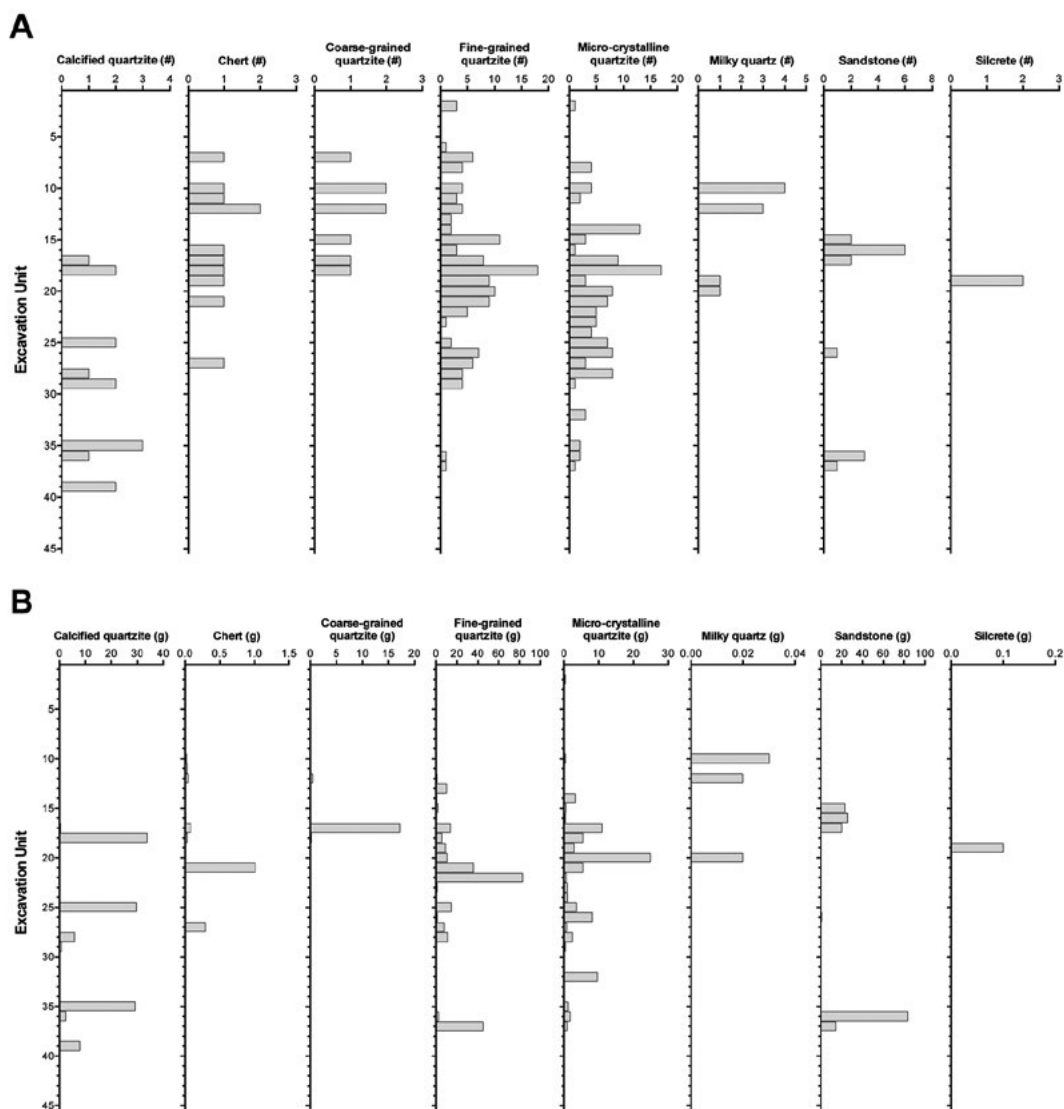 A
Calcified quartzite (#)
Chert (#)
Coarse-grained
quartzite (#)
Fine-grained
quartzite (#)
Micro-crystalline
quartzite (#)
Milky quartz (#)
Sandstone (#)
Silcrete (#)
0 1 2 3 4
0 1 2 3
0 1 2 3
0 5 10 15 20
0 5 10 15 20
0 1 2 3 4 5
0 2 4 6 8
0 1 2 3
Excavation Unit
5
10
15
20
25
30
35
40
45
B
Calcified quartzite (g)
Chert (g)
Coarse-grained
quartzite (g)
Fine-grained
quartzite (g)
Micro-crystalline
quartzite (g)
Milky quartz (g)
Sandstone (g)
Silcrete (g)
0 10 20 30 40
0.0 0.5 1.0 1.5
0 5 10 15 20
0 20 40 60 80 100
0 10 20 30
0.00 0.02 0.04
0 20 40 60 80 100
0.0 0.1 0.2
Excavation Unit
5
10
15
20
25
30
35
40
45